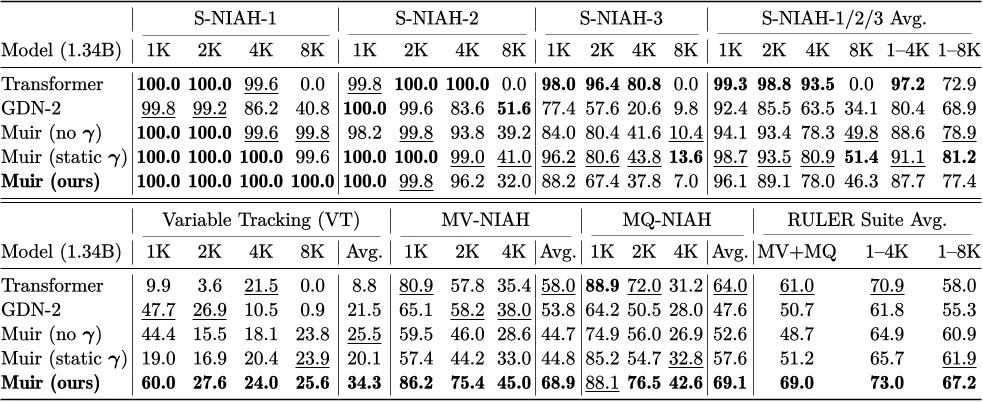 S-NIAH-1 S-NIAH-2 S-NIAH-3 S-NIAH-1/2/3 Avg.
Model (1.34B) 1K 2K 4K 8K 1K 2K 4K 8K 1K 2K 4K 8K 1K 2K 4K 8K 1–4K 1–8K
Transformer 100.0 100.0 99.6 0.0 99.8 100.0 100.0 0.0 98.0 96.4 80.8 0.0 99.3 98.8 93.5 0.0 97.2 72.9
GDN-2 99.8 99.2 86.2 40.8 100.0 99.6 83.6 51.6 77.4 57.6 20.6 9.8 92.4 85.5 63.5 34.1 80.4 68.9
Muir (no γ) 100.0 100.0 99.6 99.8 98.2 99.8 93.8 39.2 84.0 80.4 41.6 10.4 94.1 93.4 78.3 49.8 88.6 78.9
Muir (static γ) 100.0 100.0 100.0 99.6 100.0 100.0 99.0 41.0 96.2 80.6 43.8 13.6 98.7 93.5 80.9 51.4 91.1 81.2
Muir (ours) 100.0 100.0 100.0 100.0 100.0 99.8 96.2 32.0 88.2 67.4 37.8 7.0 96.1 89.1 78.0 46.3 87.7 77.4
Variable Tracking (VT) MV-NIAH MQ-NIAH RULER Suite Avg.
Model (1.34B) 1K 2K 4K 8K Avg. 1K 2K 4K Avg. 1K 2K 4K Avg. MV+MQ 1–4K 1–8K
Transformer 9.9 3.6 21.5 0.0 8.8 80.9 57.8 35.4 58.0 88.9 72.0 31.2 64.0 61.0 70.9 58.0
GDN-2 47.7 26.9 10.5 0.9 21.5 65.1 58.2 38.0 53.8 64.2 50.5 28.0 47.6 50.7 61.8 55.3
Muir (no γ) 44.4 15.5 18.1 23.8 25.5 59.5 46.0 28.6 44.7 74.9 56.0 26.9 52.6 48.7 64.9 60.9
Muir (static γ) 19.0 16.9 20.4 23.9 20.1 57.4 44.2 33.0 44.8 85.2 54.7 32.8 57.6 51.2 65.7 61.9
Muir (ours) 60.0 27.6 24.0 25.6 34.3 86.2 75.4 45.0 68.9 88.1 76.5 42.6 69.1 69.0 73.0 67.2